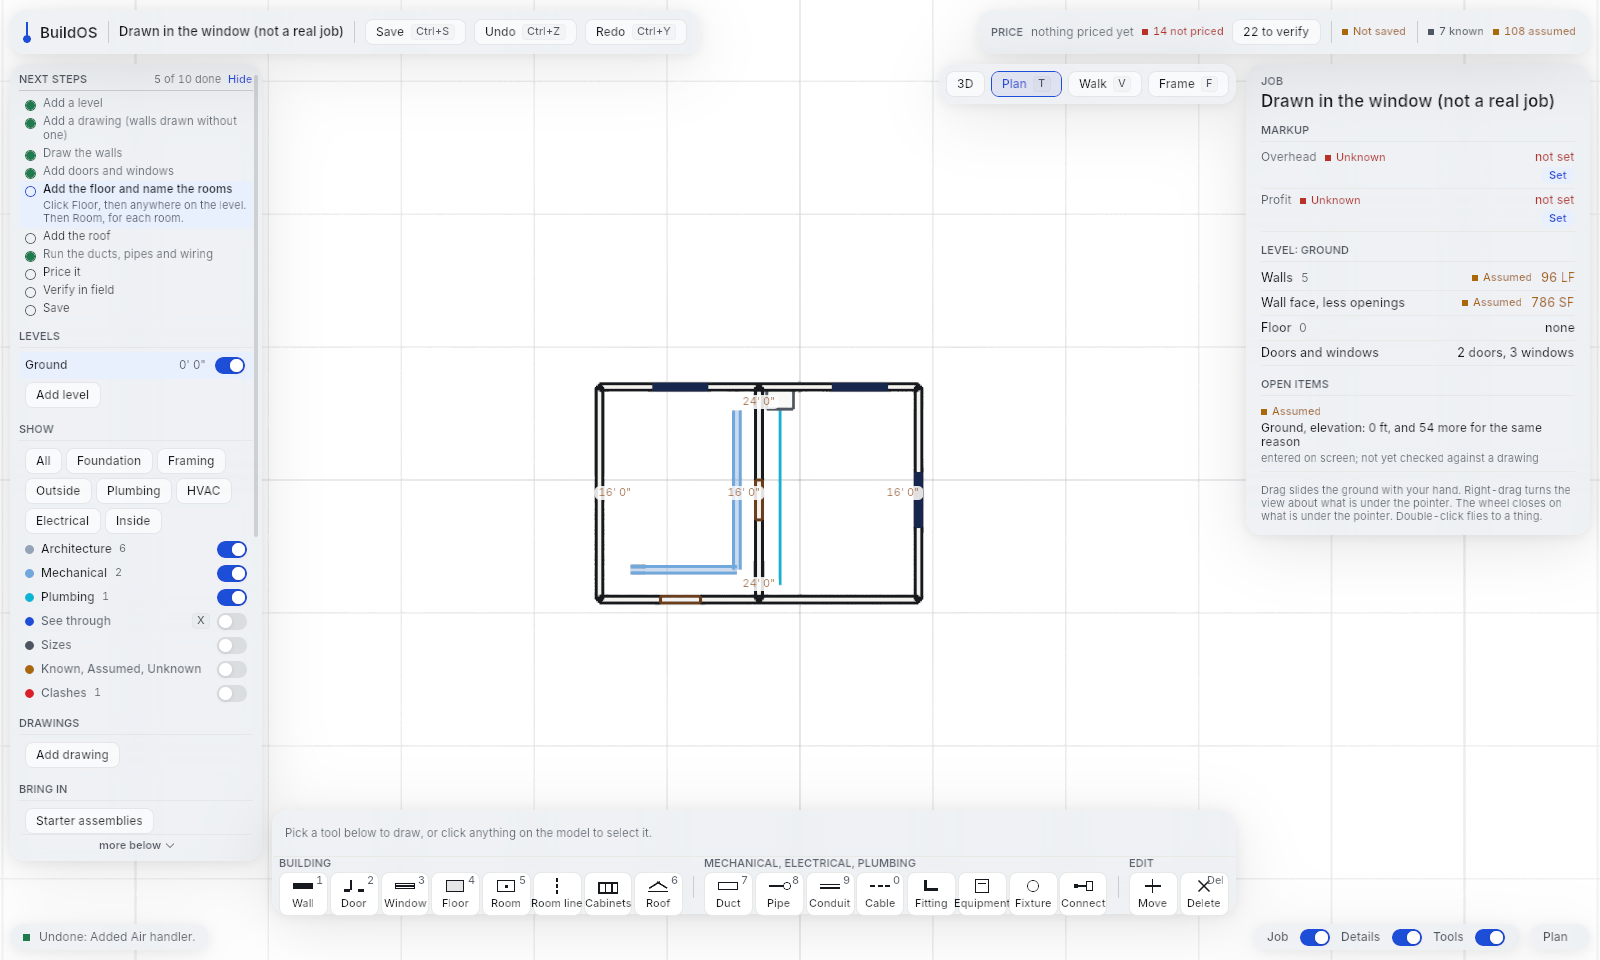 BuildOS
Drawn in the window (not a real job)
Save Ctrl+S
Undo Ctrl+Z
Redo Ctrl+Y
PRICE nothing priced yet 14 not priced 22 to verify Not saved 7 known 108 assumed
3D
Plan T
Walk V
Frame F
NEXT STEPS 5 of 10 done Hide
Add a level
Add a drawing (walls drawn without
one)
Draw the walls
Add doors and windows
Add the floor and name the rooms
Click Floor, then anywhere on the level.
Then Room, for each room.
Add the roof
Run the ducts, pipes and wiring
Price it
Verify in field
Save
LEVELS
Ground 0' 0"
Add level
SHOW
All Foundation Framing
Outside Plumbing HVAC
Electrical Inside
Architecture 6
Mechanical 2
Plumbing 1
See through X
Sizes
Known, Assumed, Unknown
Clashes 1
DRAWINGS
Add drawing
BRING IN
Starter assemblies
more below
24' 0"
16' 0" 16' 0" 16' 0"
24' 0"
JOB
Drawn in the window (not a real job)
MARKUP
Overhead Unknown not set
Set
Profit Unknown not set
Set
LEVEL: GROUND
Walls 5 Assumed 96 LF
Wall face, less openings Assumed 786 SF
Floor 0 none
Doors and windows 2 doors, 3 windows
OPEN ITEMS
Assumed
Ground, elevation: 0 ft, and 54 more for the same
reason
entered on screen; not yet checked against a drawing
Drag slides the ground with your hand. Right-drag turns the
view about what is under the pointer. The wheel closes on
what is under the pointer. Double-click flies to a thing.
Pick a tool below to draw, or click anything on the model to select it.
BUILDING
Wall 1
Door 2
Window 3
Floor 4
Room 5
Room line
Cabinets
Roof 6
MECHANICAL, ELECTRICAL, PLUMBING
Duct 7
Pipe 8
Conduit 9
Cable 0
Fitting
Equipment
Fixture
Connect
EDIT
Move
Delete Del
Undone: Added Air handler.
Job Details Tools Plan